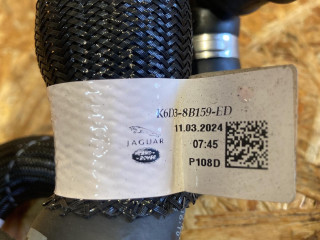 K6D3-8B159-ED
11.03.2024
JAGUAR
07:45
LAND-
ROVER
P108D